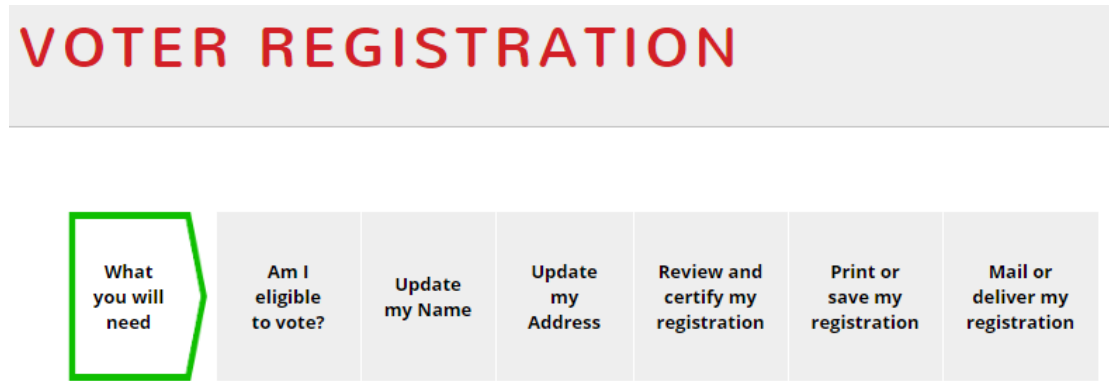 VOTER REGISTRATION
What
you will
need
Am I
eligible
to vote?
Update
my Name
Update
my
Address
Review and
certify my
registration
Print or
save my
registration
Mail or
deliver my
registration